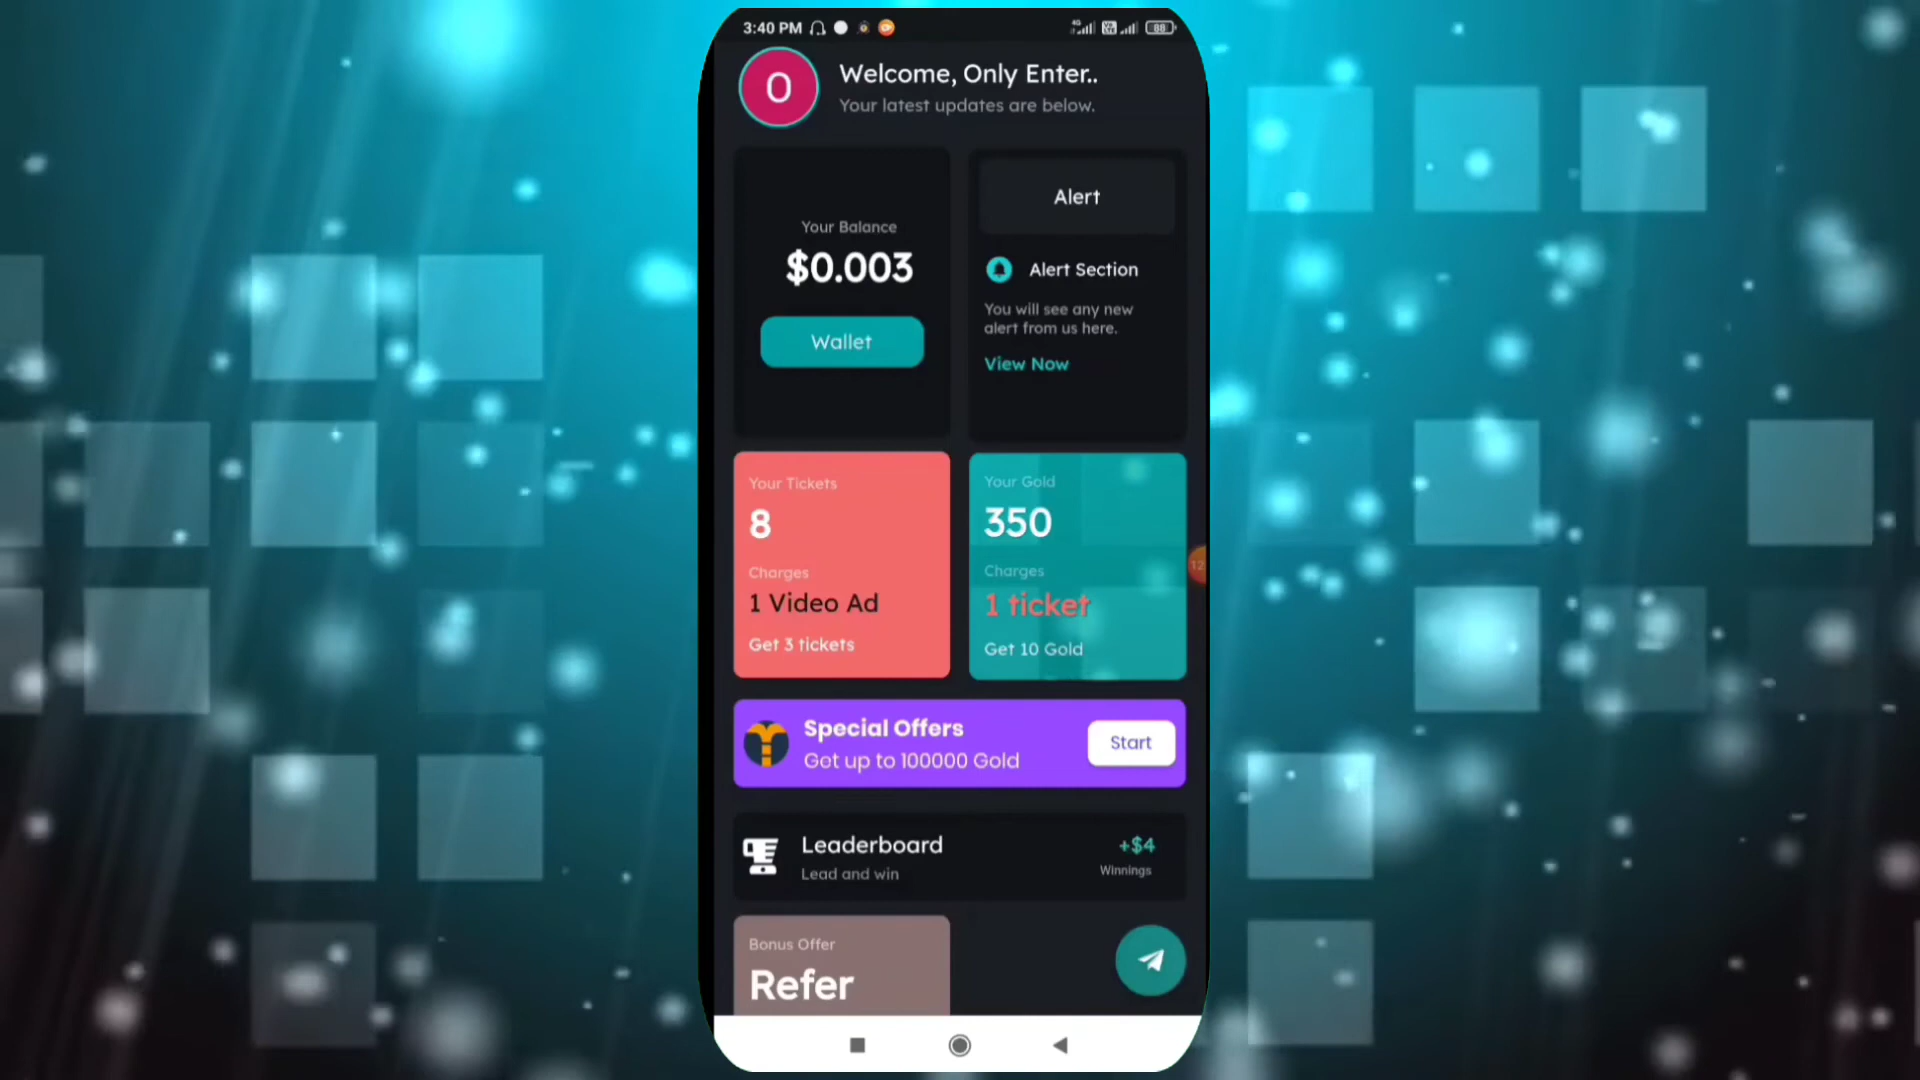 3:40 PM
4G
88
O
Welcome, Only Enter..
Your latest updates are below.
Your Balance
$0.003
Wallet
Alert
Alert Section
You will see any new
alert from us here.
View Now
Your Tickets
8
Charges
1 Video Ad
Get 3 tickets
Your Gold
350
Charges
1 ticket
Get 10 Gold
12
Special Offers
Get up to 100000 Gold
Start
Leaderboard
Lead and win
+$4
Winnings
Bonus Offer
Refer